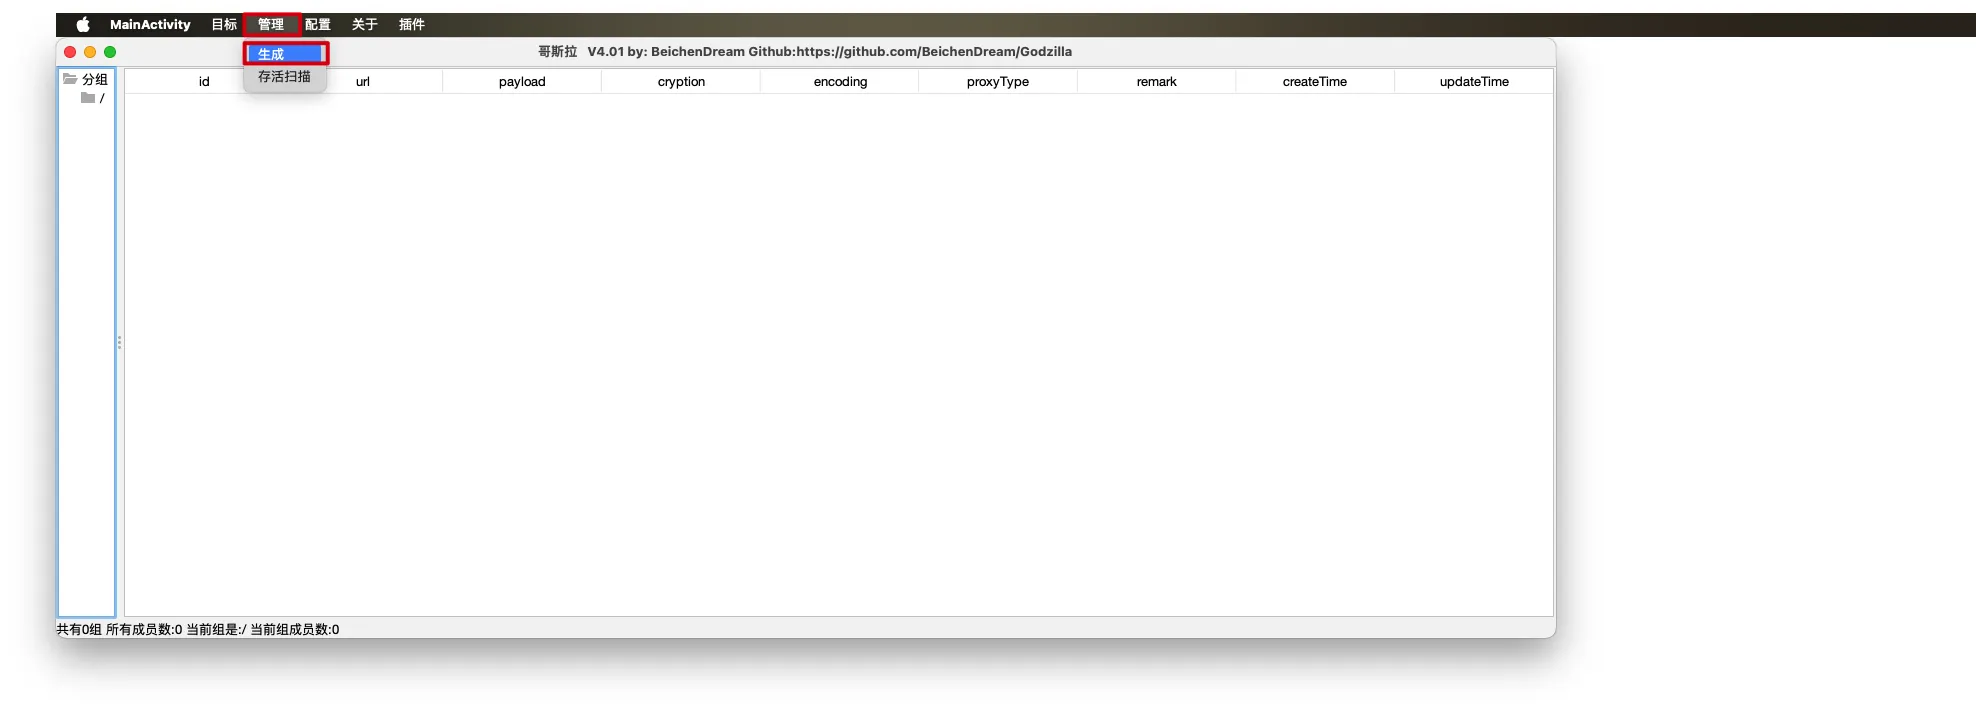 MainActivity 目标 管理 配置 关于 插件
生成
存活扫描
哥斯拉 V4.01 by: BeichenDream Github:https://github.com/BeichenDream/Godzilla
分组
/
id url payload cryption encoding proxyType remark createTime updateTime
共有0组 所有成员数:0 当前组是:/ 当前组成员数:0